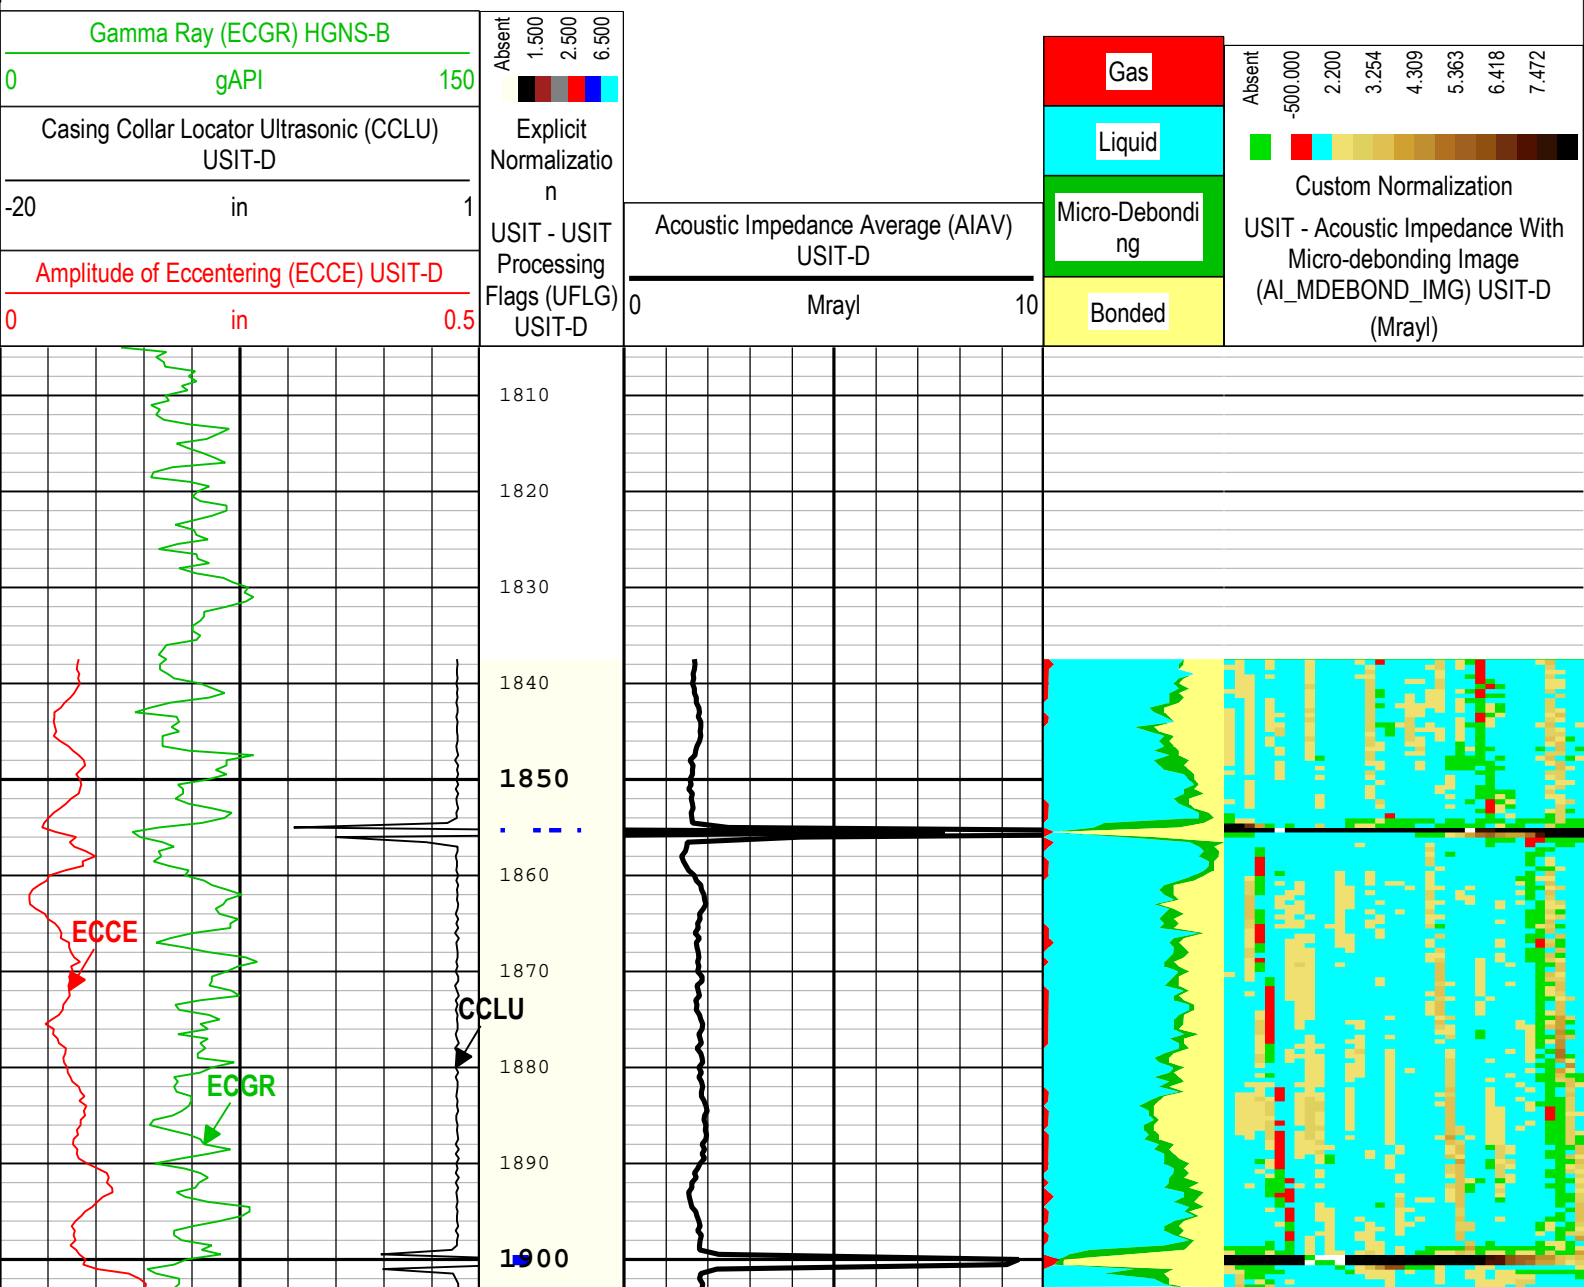 Gamma Ray (ECGR) HGNS-B
0 gAPI 150
Casing Collar Locator Ultrasonic (CCLU)
USIT-D
-20 in 1
Amplitude of Eccentering (ECCE) USIT-D
0 in 0.5
Absent
1.500
2.500
6.500
Explicit
Normalizatio
n
USIT - USIT
Processing
Flags (UFLG)
USIT-D
Acoustic Impedance Average (AIAV)
USIT-D
0 Mrayl 10
Gas
Liquid
Micro-Debondi
ng
Bonded
Absent
-500.000
2.200
3.254
4.309
5.363
6.418
7.472
Custom Normalization
USIT - Acoustic Impedance With
Micro-debonding Image
(AI_MDEBOND_IMG) USIT-D
(Mrayl)
1810
1820
1830
1840
1850
1860
ECCE
1870
CCLU
1880
ECGR
1890
1900